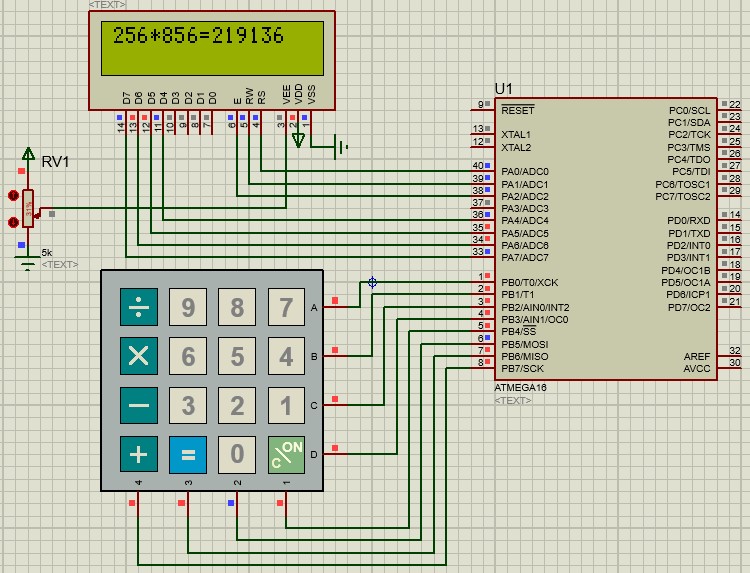 <TEXT>
256*856=219136
D7 D6 D5 D4 D3 D2 D1 D0 E RW RS VEE VDD VSS
14 13 12 11 10 9 8 7 6 5 4 3 2 1
RV1
31%
5k
<TEXT>
U1
9 RESET
13 XTAL1
12 XTAL2
40 PA0/ADC0
39 PA1/ADC1
38 PA2/ADC2
37 PA3/ADC3
36 PA4/ADC4
35 PA5/ADC5
34 PA6/ADC6
33 PA7/ADC7
1 PB0/T0/XCK
2 PB1/T1
3 PB2/AIN0/INT2
4 PB3/AIN1/OC0
5 PB4/SS
6 PB5/MOSI
7 PB6/MISO
8 PB7/SCK
PC0/SCL 22
PC1/SDA 23
PC2/TCK 24
PC3/TMS 25
PC4/TDO 26
PC5/TDI 27
PC6/TOSC1 28
PC7/TOSC2 29
PD0/RXD 14
PD1/TXD 15
PD2/INT0 16
PD3/INT1 17
PD4/OC1B 18
PD5/OC1A 19
PD6/ICP1 20
PD7/OC2 21
AREF 32
AVCC 30
ATMEGA16
<TEXT>
÷ 9 8 7 A
× 6 5 4 B
− 3 2 1 C
+ = 0 ON/C D
4 3 2 1